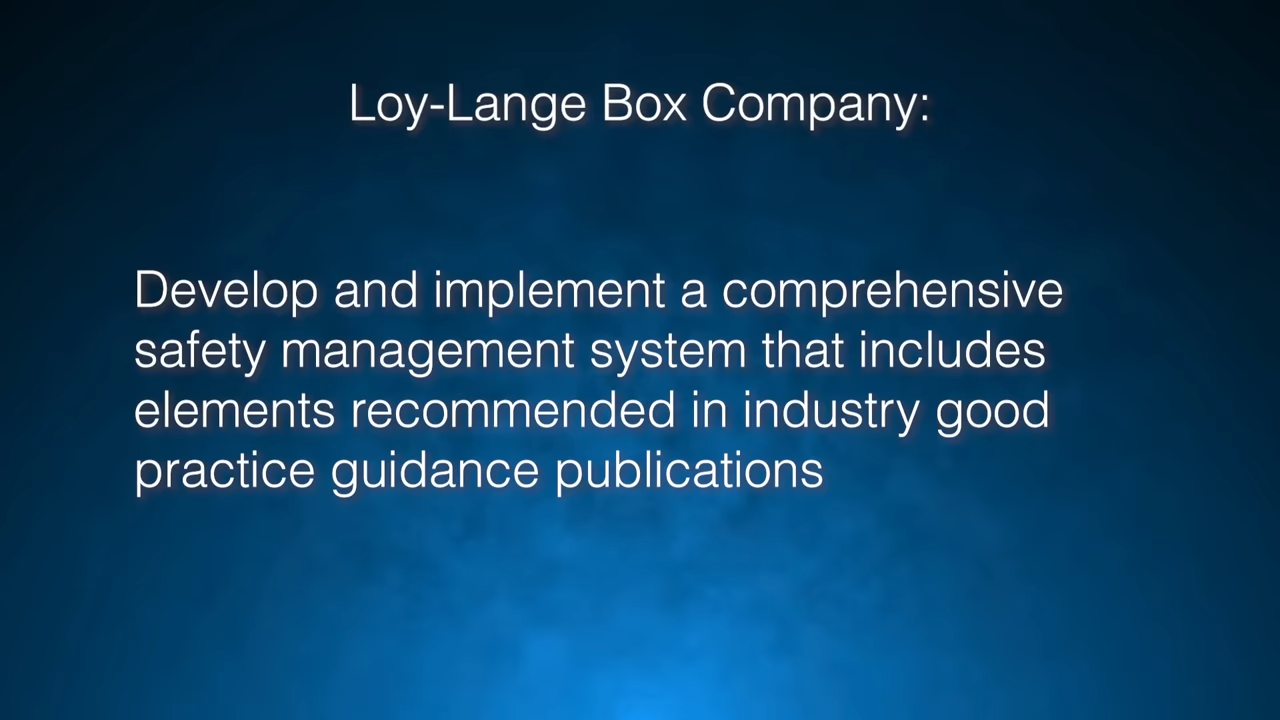 Loy-Lange Box Company:
Develop and implement a comprehensive
safety management system that includes
elements recommended in industry good
practice guidance publications